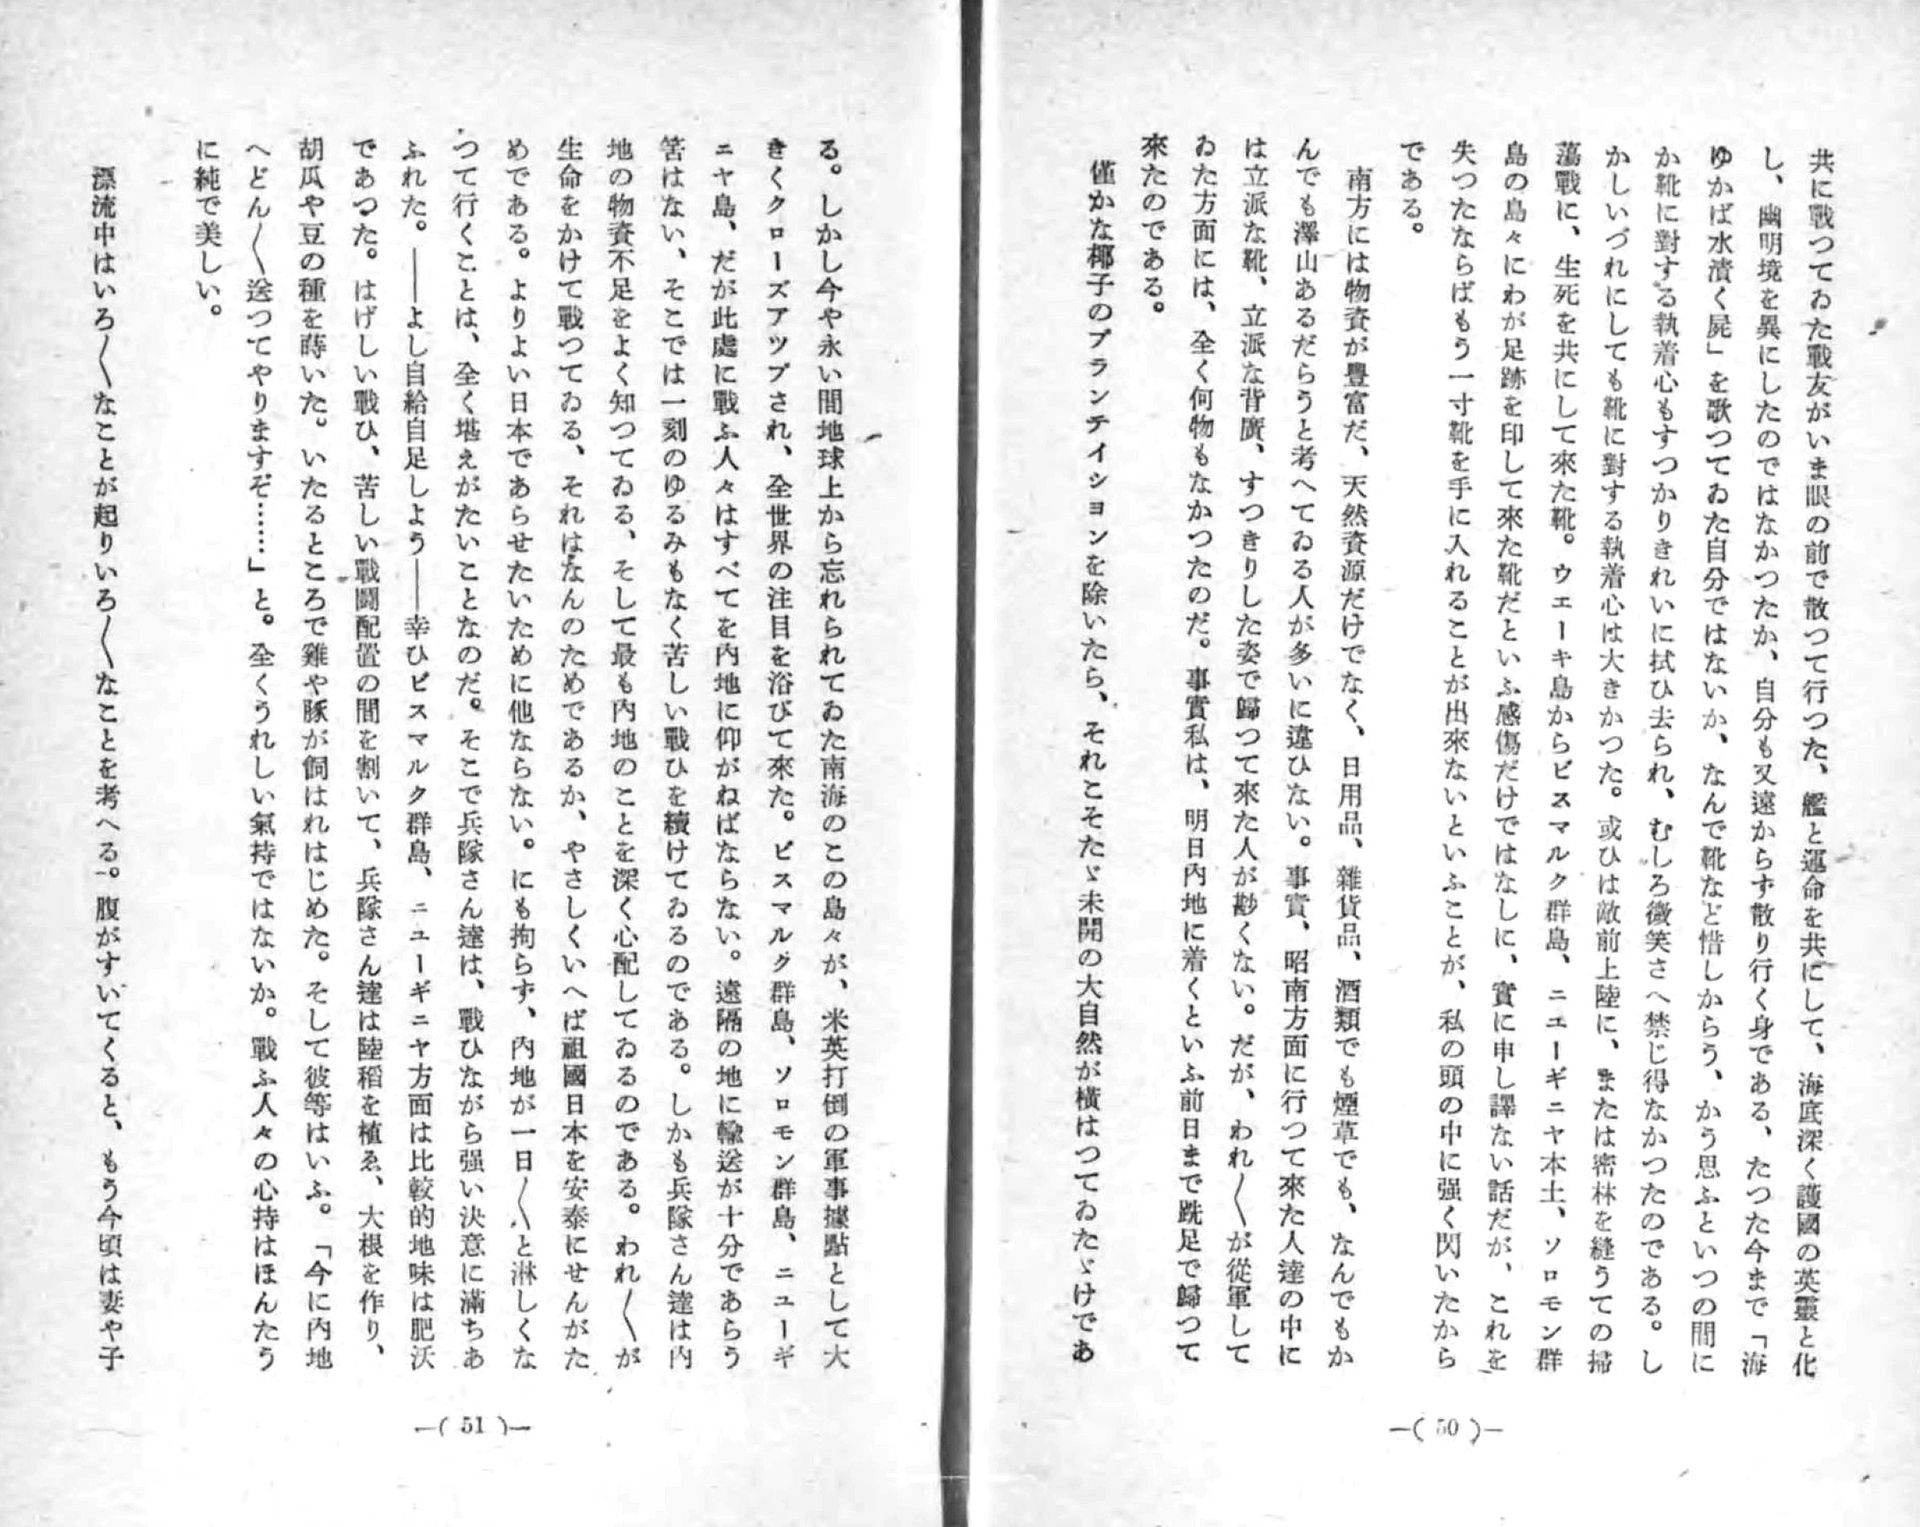 共に戰つてゐた戰友がいま眼の前で散つて行つた、艦と運命を共にして、海底深く護國の英靈と化
し、幽明境を異にしたのではなかつたか、自分も又遠からず散り行く身である、たつた今まで「海
ゆかば水漬く屍」を歌つてゐた自分ではないか、なんで靴など惜しからう、かう思ふといつの間に
か靴に對する執着心もすつかりきれいに拭ひ去られ、むしろ微笑さへ禁じ得なかつたのである。し
かしいづれにしても靴に對する執着心は大きかつた。或ひは敵前上陸に、または密林を縫うての掃
蕩戰に、生死を共にして來た靴。ウエーキ島からビスマルク群島、ニエーギニヤ本土、ソロモン群
島の島々にわが足跡を印して來た靴だといふ感傷だけではなしに、實に申し譯ない話だが、これを
失つたならばもう一寸靴を手に入れることが出來ないといふことが、私の頭の中に强く閃いたから
である。
南方には物資が豊富だ、天然資源だけでなく、日用品、雜貨品、酒類でも煙草でも、なんでもか
んでも澤山あるだらうと考へてゐる人が多いに違ひない。事實、昭南方面に行つて來た人達の中に
は立派な靴、立派な背廣、すつきりした姿で歸つて來た人が尠くない。だが、われ〱が從軍して
ゐた方面には、全く何物もなかつたのだ。事實私は、明日內地に着くといふ前日まで跣足で歸つて
來たのである。
僅かな椰子のプランテイシヨンを除いたら、それこそたゞ未開の大自然が橫はつてゐたゞけであ
—( 50 )—
る。しかし今や永い間地球上から忘れられてゐた南海のこの島々が、米英打倒の軍事據點として大
きくクローズアツプされ、全世界の注目を浴びて來た。ビスマルク群島、ソロモン群島、ニユーギ
ニヤ島、だが此處に戰ふ人々はすべてを內地に仰がねばならない。遠隔の地に輸送が十分であらう
筈はない、そこでは一刻のゆるみもなく苦しい戰ひを續けてゐるのである。しかも兵隊さん達は內
地の物資不足をよく知つてゐる、そして最も內地のことを深く心配してゐるのである。われ〱が
生命をかけて戰つてゐる、それはなんのためであるか、やさしくいへば祖國日本を安泰にせんがた
めである。よりよい日本であらせたいために他ならない。にも拘らず、內地が一日〱と淋しくな
つて行くことは、全く堪えがたいことなのだ。そこで兵隊さん達は、戰ひながら强い決意に滿ちあ
ふれた。――よし自給自足しよう――幸ひビスマルク群島、ニユーギニヤ方面は比較的地味は肥沃
であつた。はげしい戰ひ、苦しい戰鬪配置の間を割いて、兵隊さん達は陸稻を植ゑ、大根を作り、
胡瓜や豆の種を蒔いた。いたるところで雞や豚が飼はれはじめた。そして彼等はいふ。「今に內地
へどん〱送つてやりますぞ……」と。全くうれしい氣持ではないか。戰ふ人々の心持はほんたう
に純で美しい。
漂流中はいろ〱なことが起りいろ〱なことを考へる。腹がすいてくると、もう今頃は妻や子
—( 51 )—